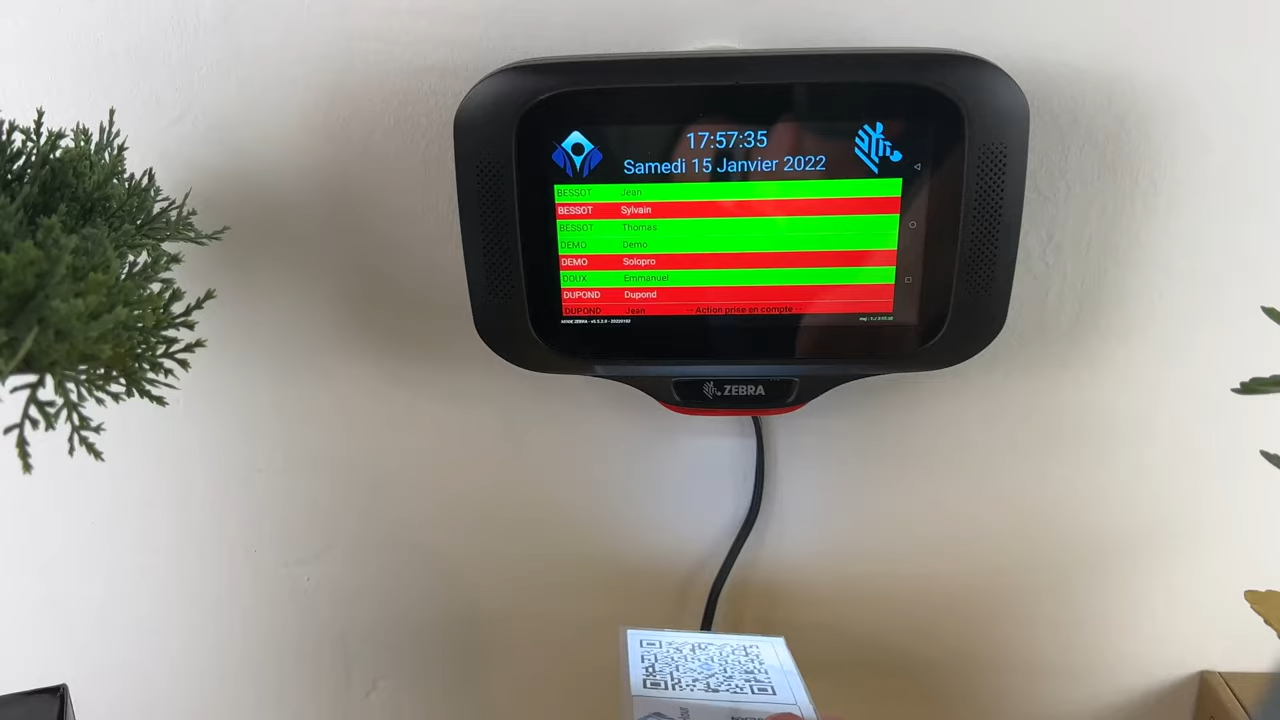 17:57:35
Samedi 15 Janvier 2022
BESSOT Jean
BESSOT Sylvain
BESSOT Thomas
DEMO Demo
DEMO Solopro
DOUX Emmanuel
DUPOND Dupond
DUPOND Jean -- Action prise en compte --
ZEBRA